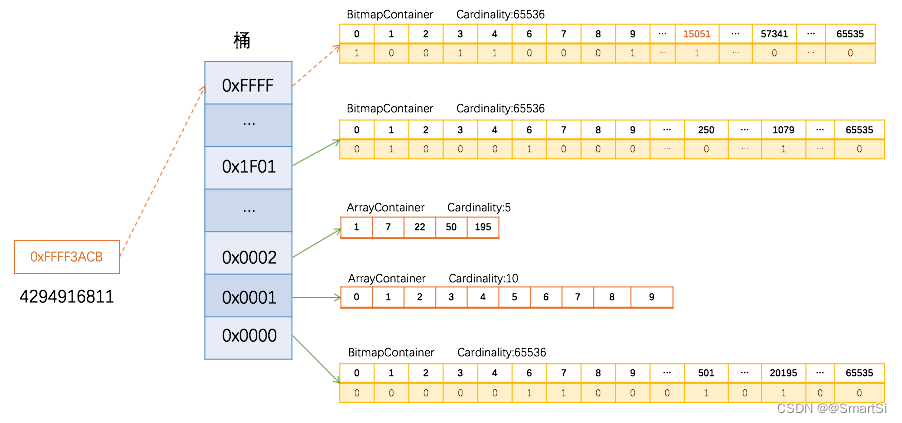 BitmapContainer Cardinality:65536
0 1 2 3 4 6 7 8 9 ··· 15051 ··· 57341 ··· 65535
1 0 0 1 1 0 0 0 1 ··· 1 ··· 0 ··· 0
桶
0xFFFF
···
0x1F01
···
0x0002
0x0001
0x0000
BitmapContainer Cardinality:65536
0 1 2 3 4 6 7 8 9 ··· 250 ··· 1079 ··· 65535
0 1 0 0 0 1 0 0 0 ··· 0 ··· 1 ··· 0
ArrayContainer Cardinality:5
1 7 22 50 195
0xFFFF3ACB
4294916811
ArrayContainer Cardinality:10
0 1 2 3 4 5 6 7 8 9
BitmapContainer Cardinality:65536
0 1 2 3 4 6 7 8 9 ··· 501 ··· 20195 ··· 65535
0 0 0 0 0 1 1 0 0 0 1 0 1 0 0
CSDN @@SmartSi